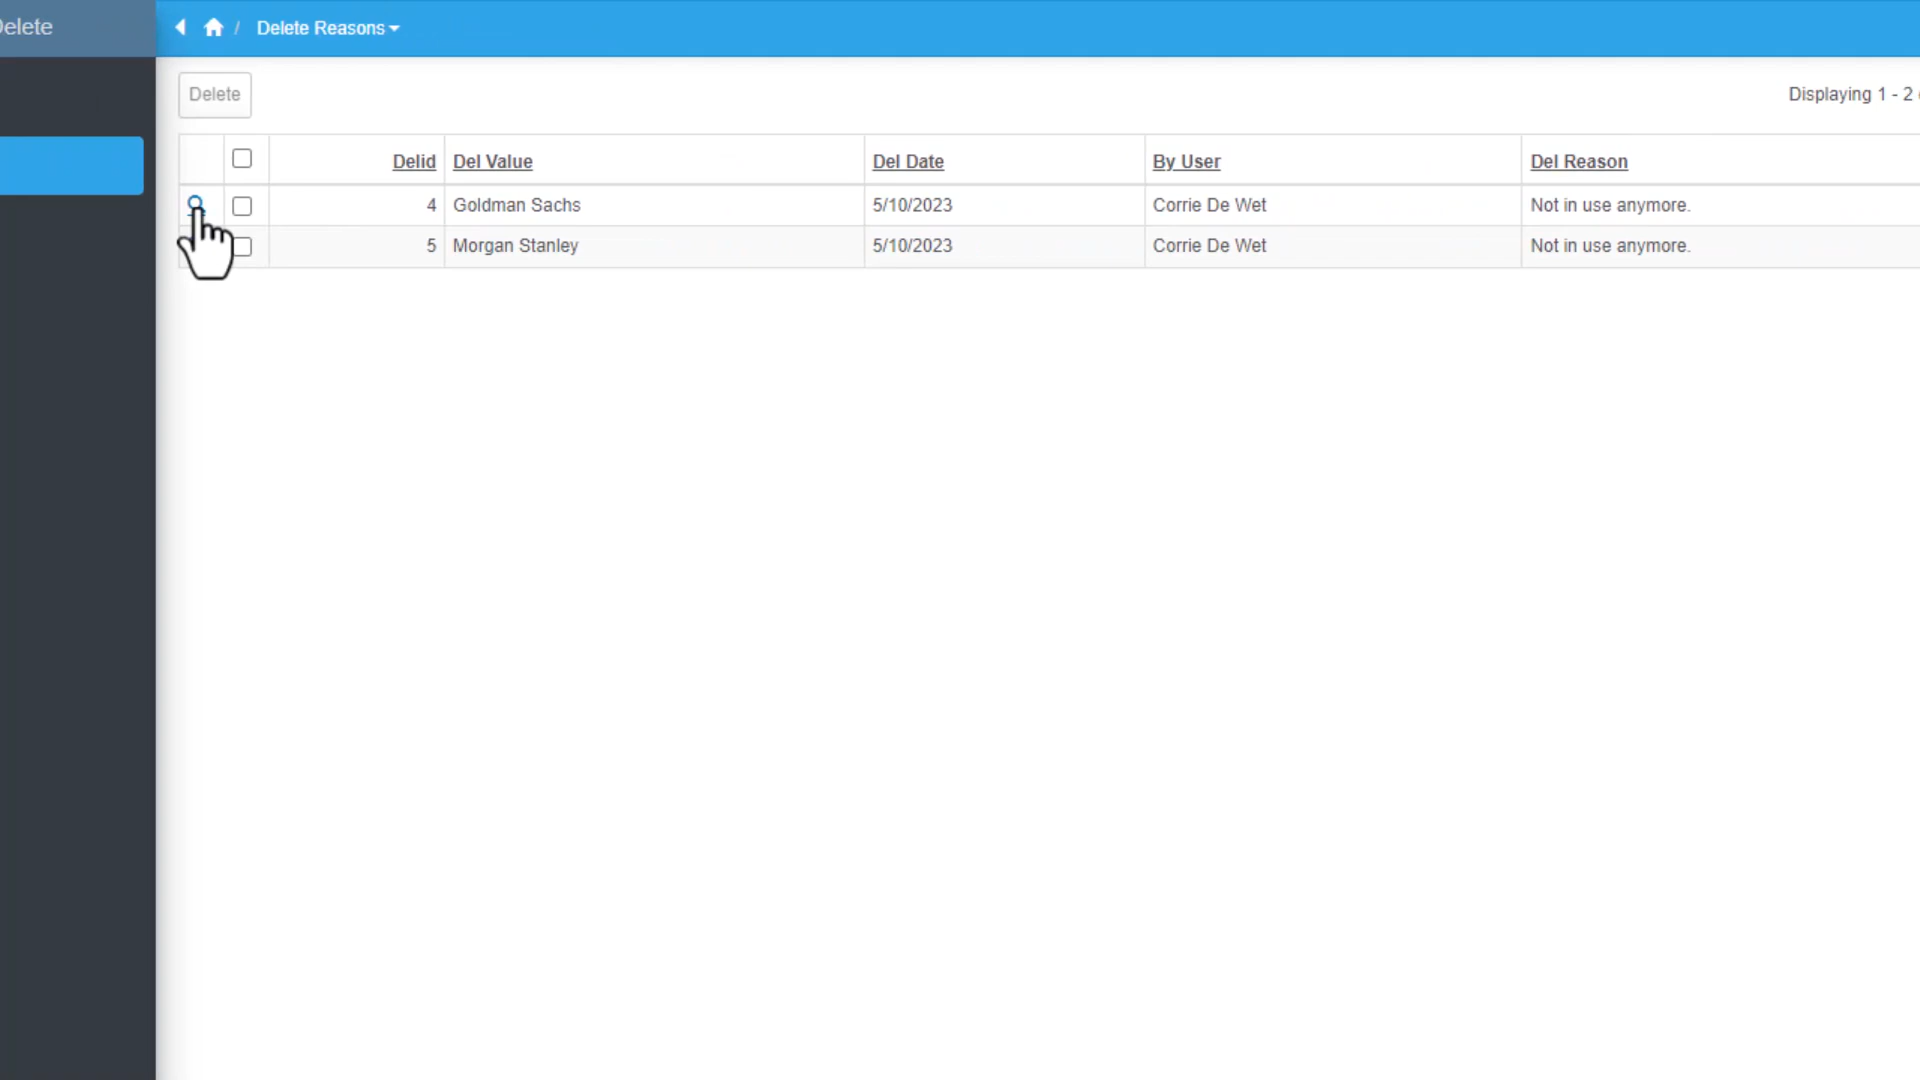 Delete
/ Delete Reasons
Delete
Displaying 1 - 2
Delid Del Value Del Date By User Del Reason
4 Goldman Sachs 5/10/2023 Corrie De Wet Not in use anymore.
5 Morgan Stanley 5/10/2023 Corrie De Wet Not in use anymore.